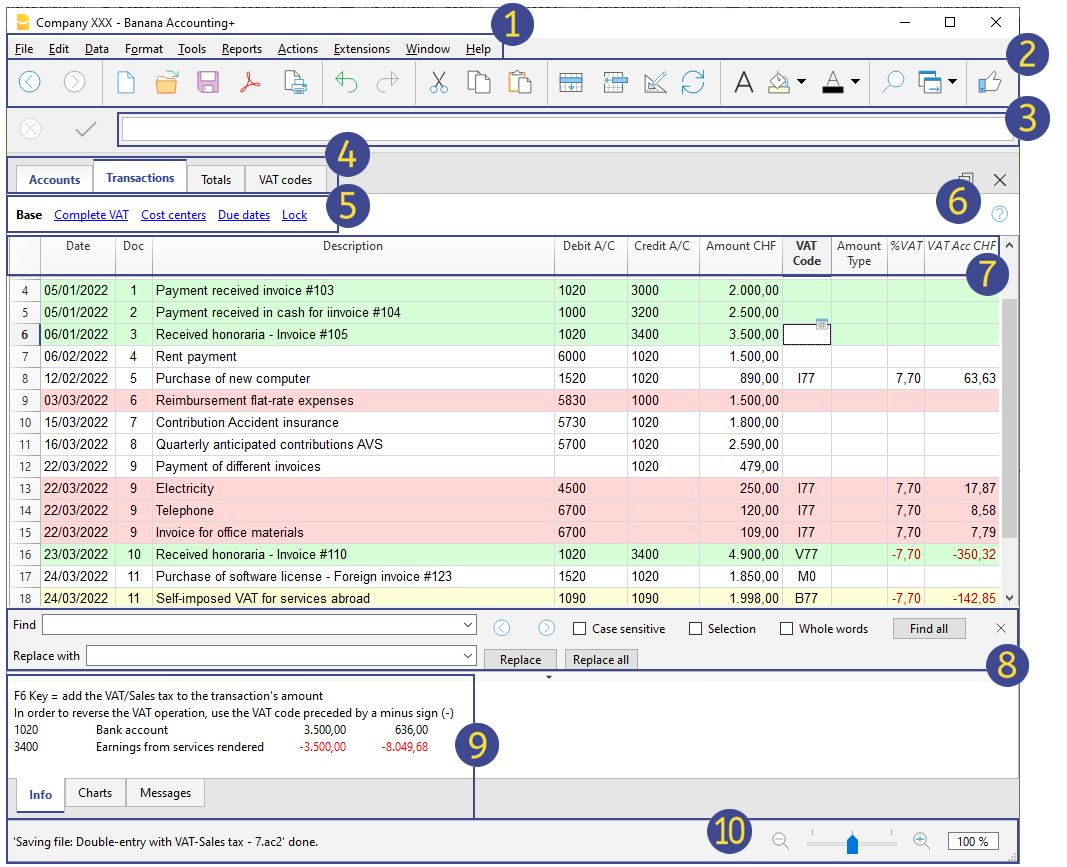 Company XXX - Banana Accounting+
1
File Edit Data Format Tools Reports Actions Extensions Window Help
2
A A
3
4
Accounts Transactions Totals VAT codes
5
Base Complete VAT Cost centers Due dates Lock
6
?
Date Doc Description Debit A/C Credit A/C Amount CHF VAT Code Amount Type %VAT VAT Acc CHF
7
4 05/01/2022 1 Payment received invoice #103 1020 3000 2.000,00
5 05/01/2022 2 Payment received in cash for iinvoice #104 1000 3200 2.500,00
6 06/01/2022 3 Received honoraria - Invoice #105 1020 3400 3.500,00
7 06/02/2022 4 Rent payment 6000 1020 1.500,00
8 12/02/2022 5 Purchase of new computer 1520 1020 890,00 I77 7,70 63,63
9 03/03/2022 6 Reimbursement flat-rate expenses 5830 1000 1.500,00
10 15/03/2022 7 Contribution Accident insurance 5730 1020 1.800,00
11 16/03/2022 8 Quarterly anticipated contributions AVS 5700 1020 2.590,00
12 22/03/2022 9 Payment of different invoices 1020 479,00
13 22/03/2022 9 Electricity 4500 250,00 I77 7,70 17,87
14 22/03/2022 9 Telephone 6700 120,00 I77 7,70 8,58
15 22/03/2022 9 Invoice for office materials 6700 109,00 I77 7,70 7,79
16 23/03/2022 10 Received honoraria - Invoice #110 1020 3400 4.900,00 V77 -7,70 -350,32
17 24/03/2022 11 Purchase of software license - Foreign invoice #123 1520 1020 1.850,00 M0
18 24/03/2022 11 Self-imposed VAT for services abroad 1090 1090 1.998,00 B77 -7,70 -142,85
Find Case sensitive Selection Whole words Find all
Replace with Replace Replace all
8
F6 Key = add the VAT/Sales tax to the transaction's amount
In order to reverse the VAT operation, use the VAT code preceded by a minus sign (-)
1020 Bank account 3.500,00 636,00
3400 Earnings from services rendered -3.500,00 -8.049,68
9
Info Charts Messages
10
'Saving file: Double-entry with VAT-Sales tax - 7.ac2' done. 100 %